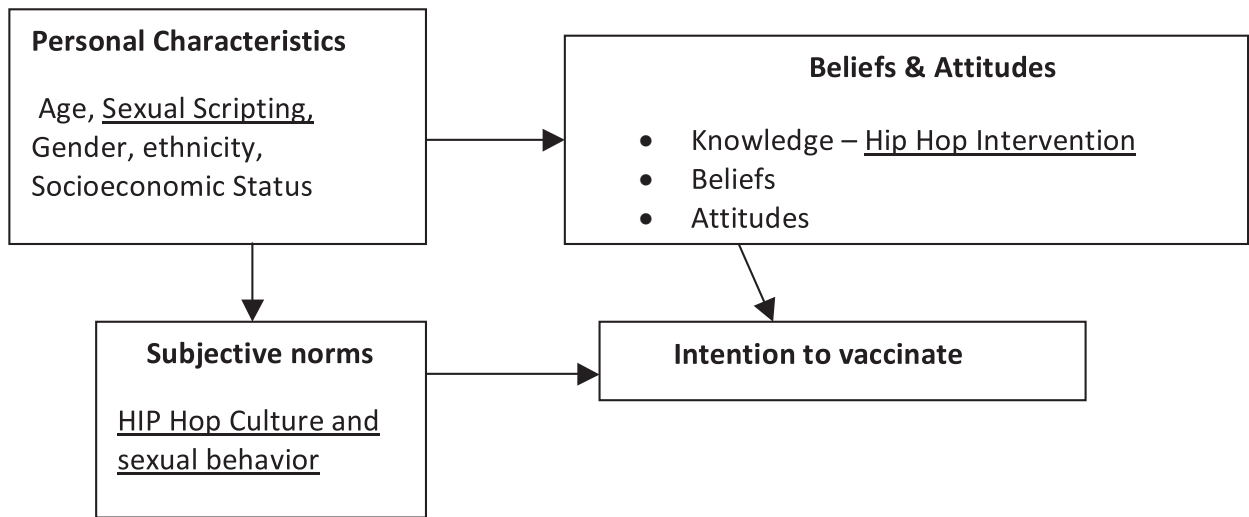 Personal Characteristics
Age, Sexual Scripting,
Gender, ethnicity,
Socioeconomic Status
Beliefs & Attitudes
• Knowledge – Hip Hop Intervention
• Beliefs
• Attitudes
Subjective norms
HIP Hop Culture and
sexual behavior
Intention to vaccinate